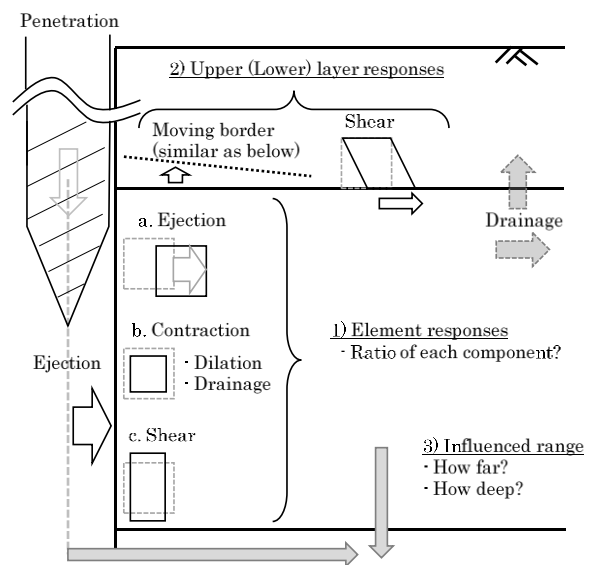 Penetration
2) Upper (Lower) layer responses
Moving border
(similar as below)
Shear
a. Ejection
Drainage
b. Contraction
- Dilation
- Drainage
1) Element responses
- Ratio of each component?
Ejection
c. Shear
3) Influenced range
- How far?
- How deep?